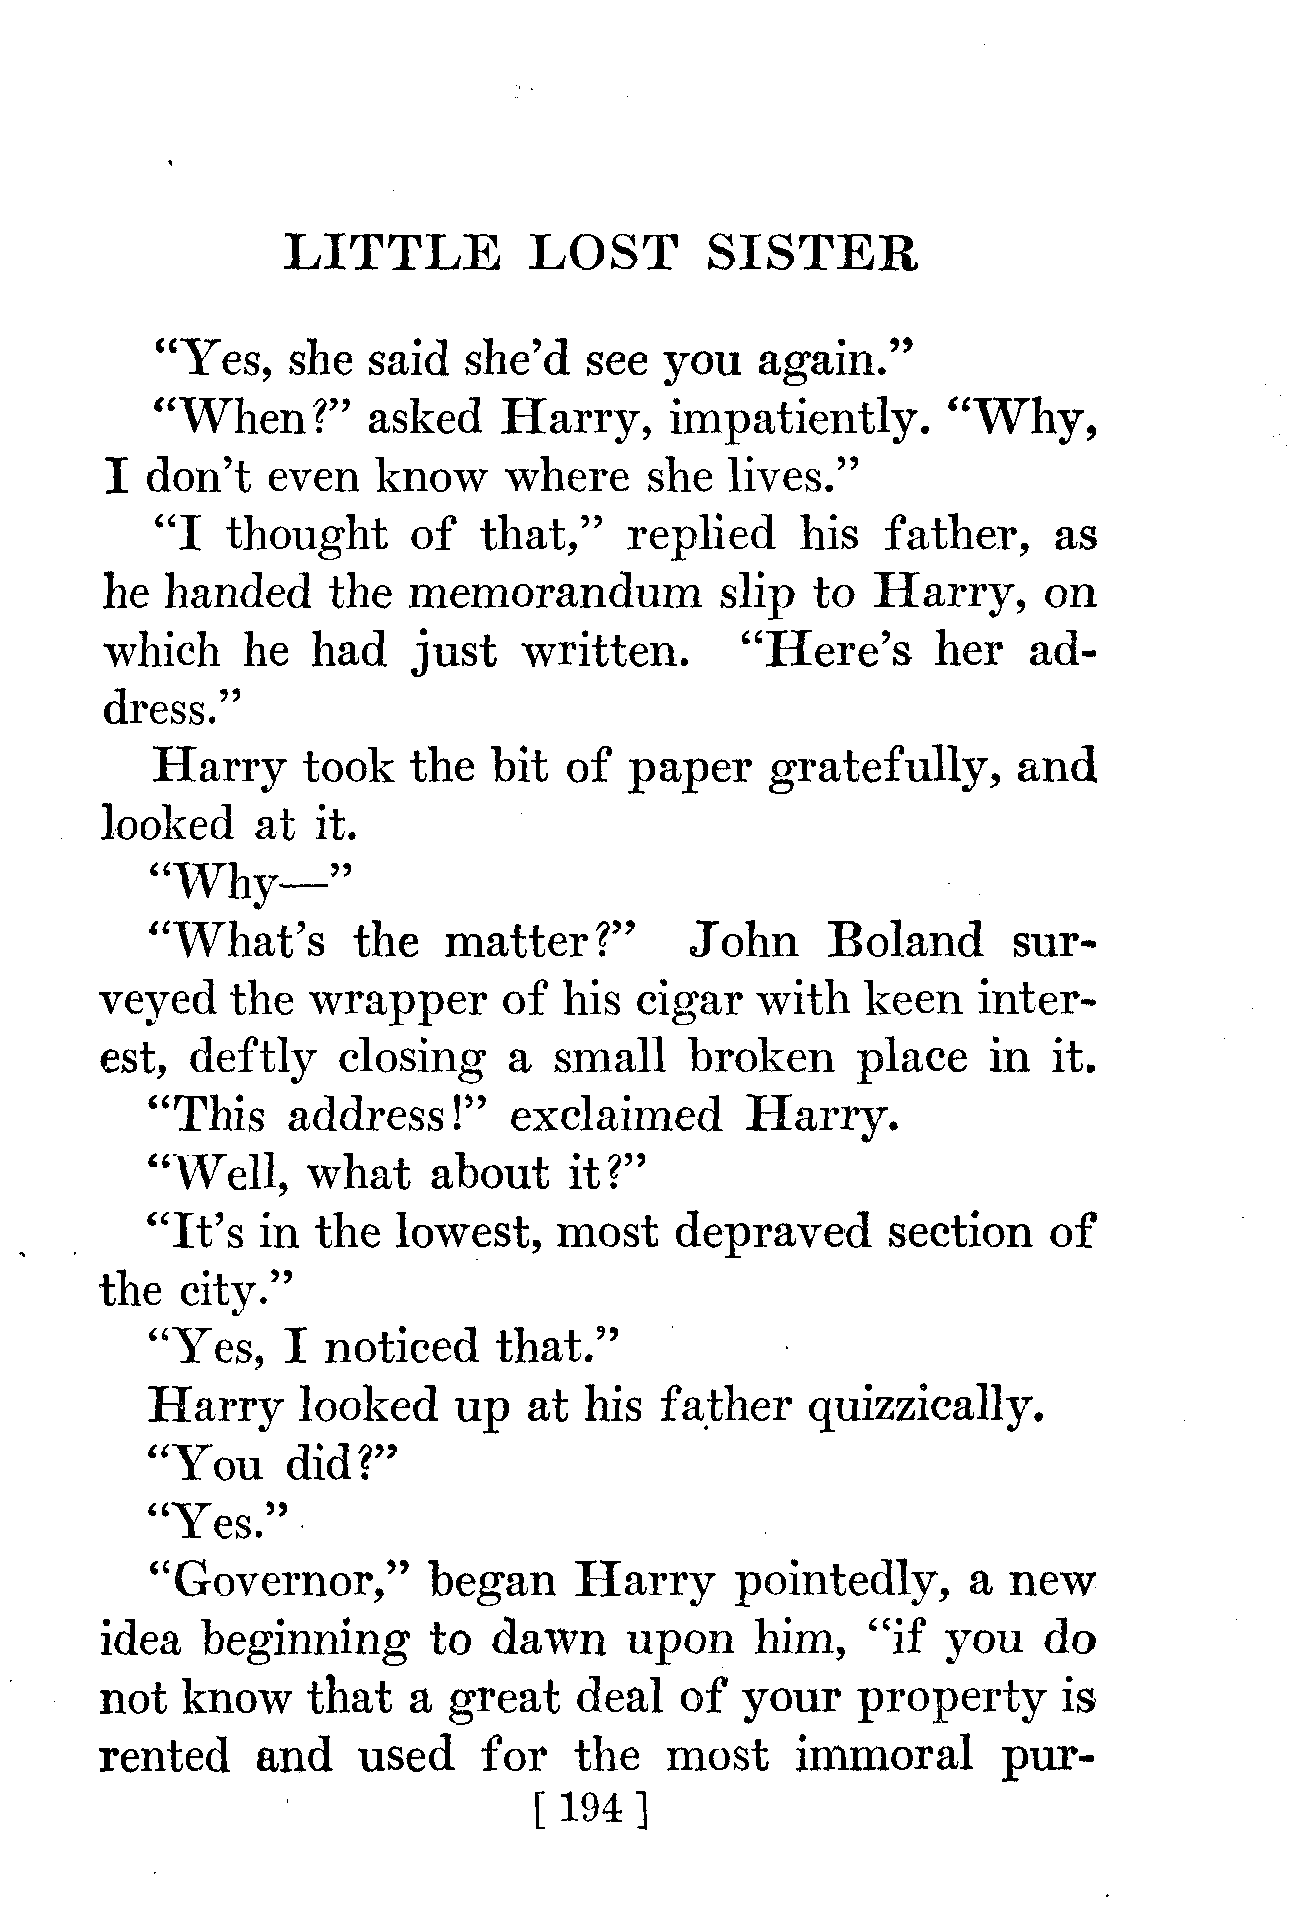 LITTLE LOST SISTER
“Yes, she said she’d see you again.”
“When?” asked Harry, impatiently. “Why,
I don’t even know where she lives.”
“I thought of that,” replied his father, as
he handed the memorandum slip to Harry, on
which he had just written. “Here’s her ad-
dress.”
Harry took the bit of paper gratefully, and
looked at it.
“Why—”
“What’s the matter?” John Boland sur-
veyed the wrapper of his cigar with keen inter-
est, deftly closing a small broken place in it.
“This address!” exclaimed Harry.
“Well, what about it?”
“It’s in the lowest, most depraved section of
the city.”
“Yes, I noticed that.”
Harry looked up at his father quizzically.
“You did?”
“Yes.”
“Governor,” began Harry pointedly, a new
idea beginning to dawn upon him, “if you do
not know that a great deal of your property is
rented and used for the most immoral pur-
[ 194 ]